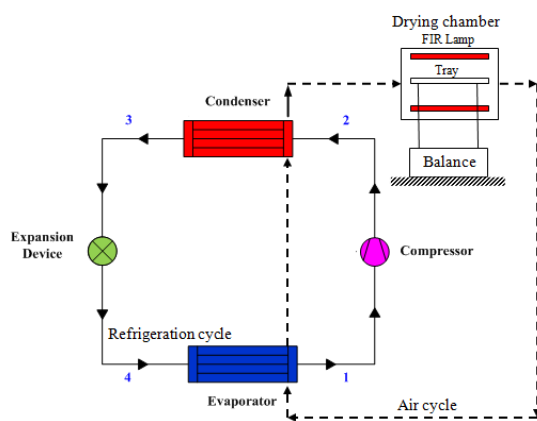 Drying chamber
FIR Lamp
Tray
Condenser
3
2
Balance
Expansion
Device
Compressor
Refrigeration cycle
4
1
Evaporator
Air cycle